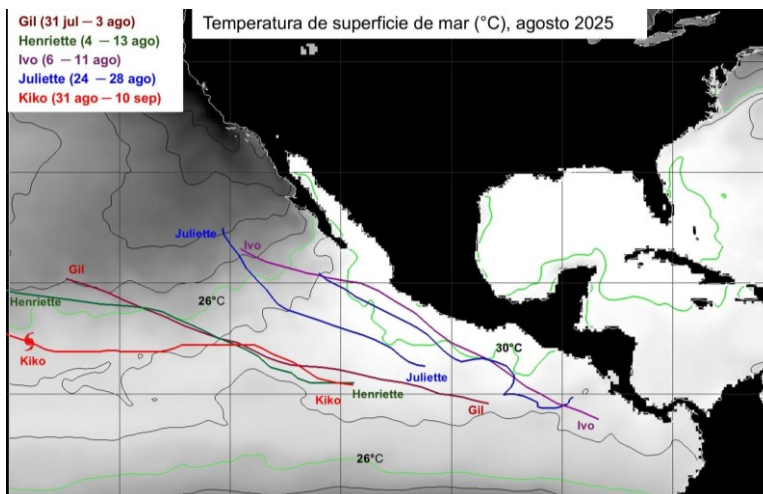 Gil (31 jul – 3 ago)
Henriette (4 – 13 ago)
Ivo (6 – 11 ago)
Juliette (24 – 28 ago)
Kiko (31 ago – 10 sep)
Temperatura de superficie de mar (°C), agosto 2025
Juliette
Ivo
Gil
Henriette
26°C
Kiko
30°C
Juliette
Kiko
Henriette
Gil
Ivo
26°C